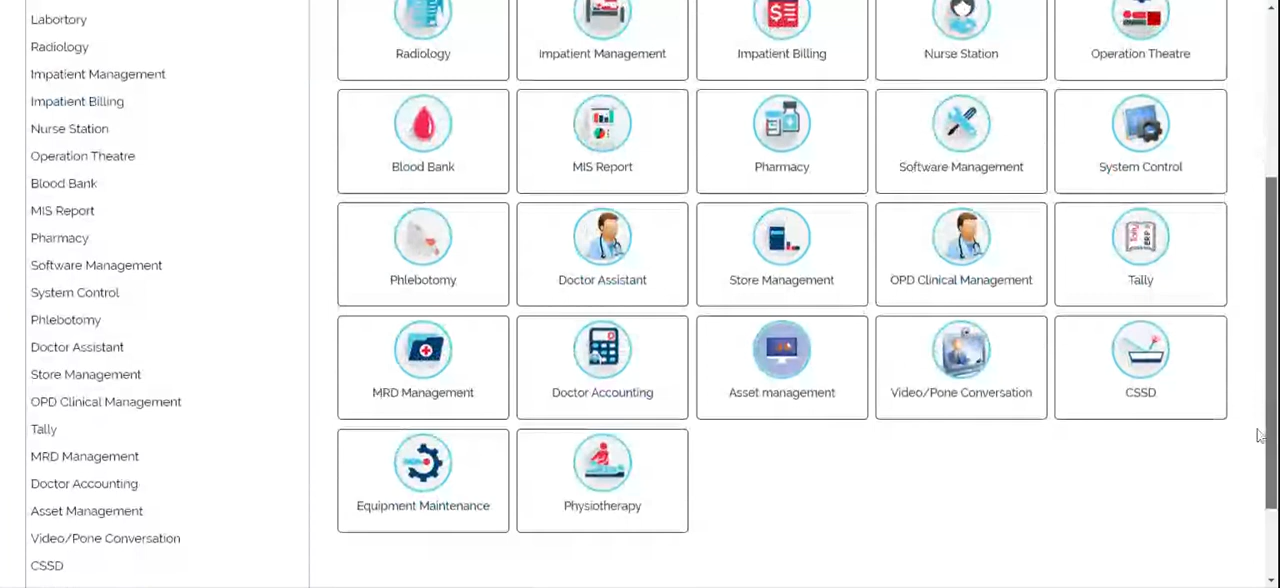 Labortory
Radiology
Impatient Management
Impatient Billing
Nurse Station
Operation Theatre
Blood Bank
MIS Report
Pharmacy
Software Management
System Control
Phlebotomy
Doctor Assistant
Store Management
OPD Clinical Management
Tally
MRD Management
Doctor Accounting
Asset Management
Video/Pone Conversation
CSSD
Radiology
Impatient Management
Impatient Billing
Nurse Station
Operation Theatre
Blood Bank
MIS Report
Pharmacy
Software Management
System Control
Phlebotomy
Doctor Assistant
Store Management
OPD Clinical Management
Tally
MRD Management
Doctor Accounting
Asset management
Video/Pone Conversation
CSSD
Equipment Maintenance
Physiotherapy